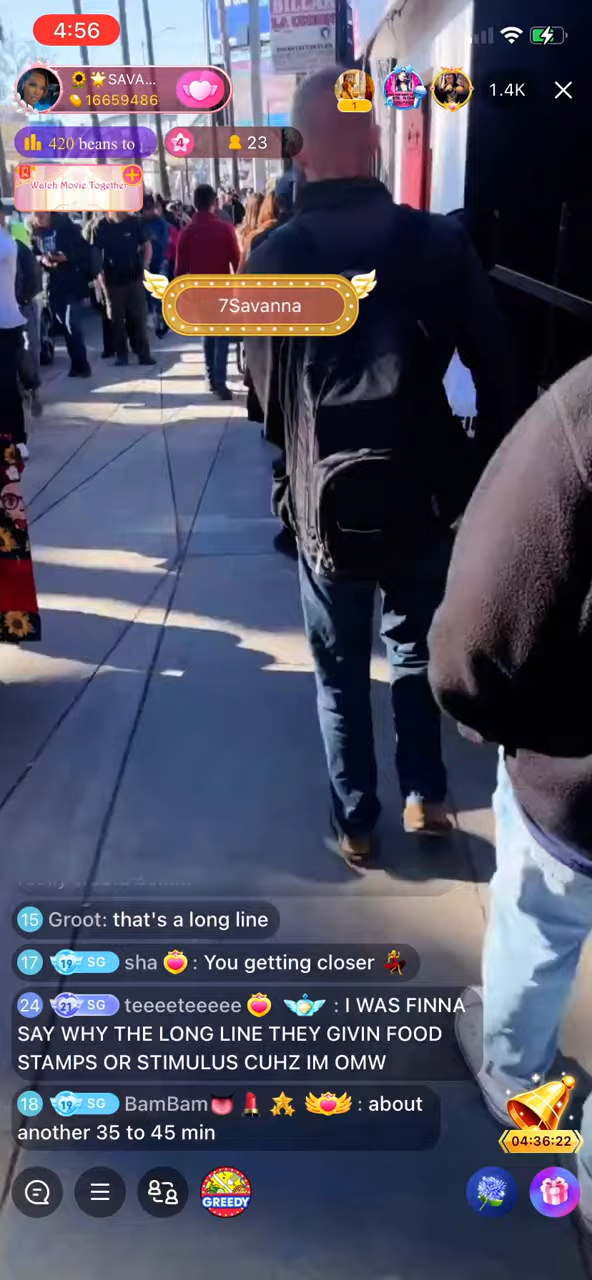 4:56
🌻🌟SAVA...
16659486
1
1.4K
420 beans to
4
23
Watch Movie Together
7Savanna
15 Groot: that's a long line
17 19 SG sha : You getting closer 💃
24 21 SG teeeeteeeee : I WAS FINNA
SAY WHY THE LONG LINE THEY GIVIN FOOD
STAMPS OR STIMULUS CUHZ IM OMW
18 19 SG BamBam👅💄 : about
another 35 to 45 min
04:36:22
GREEDY